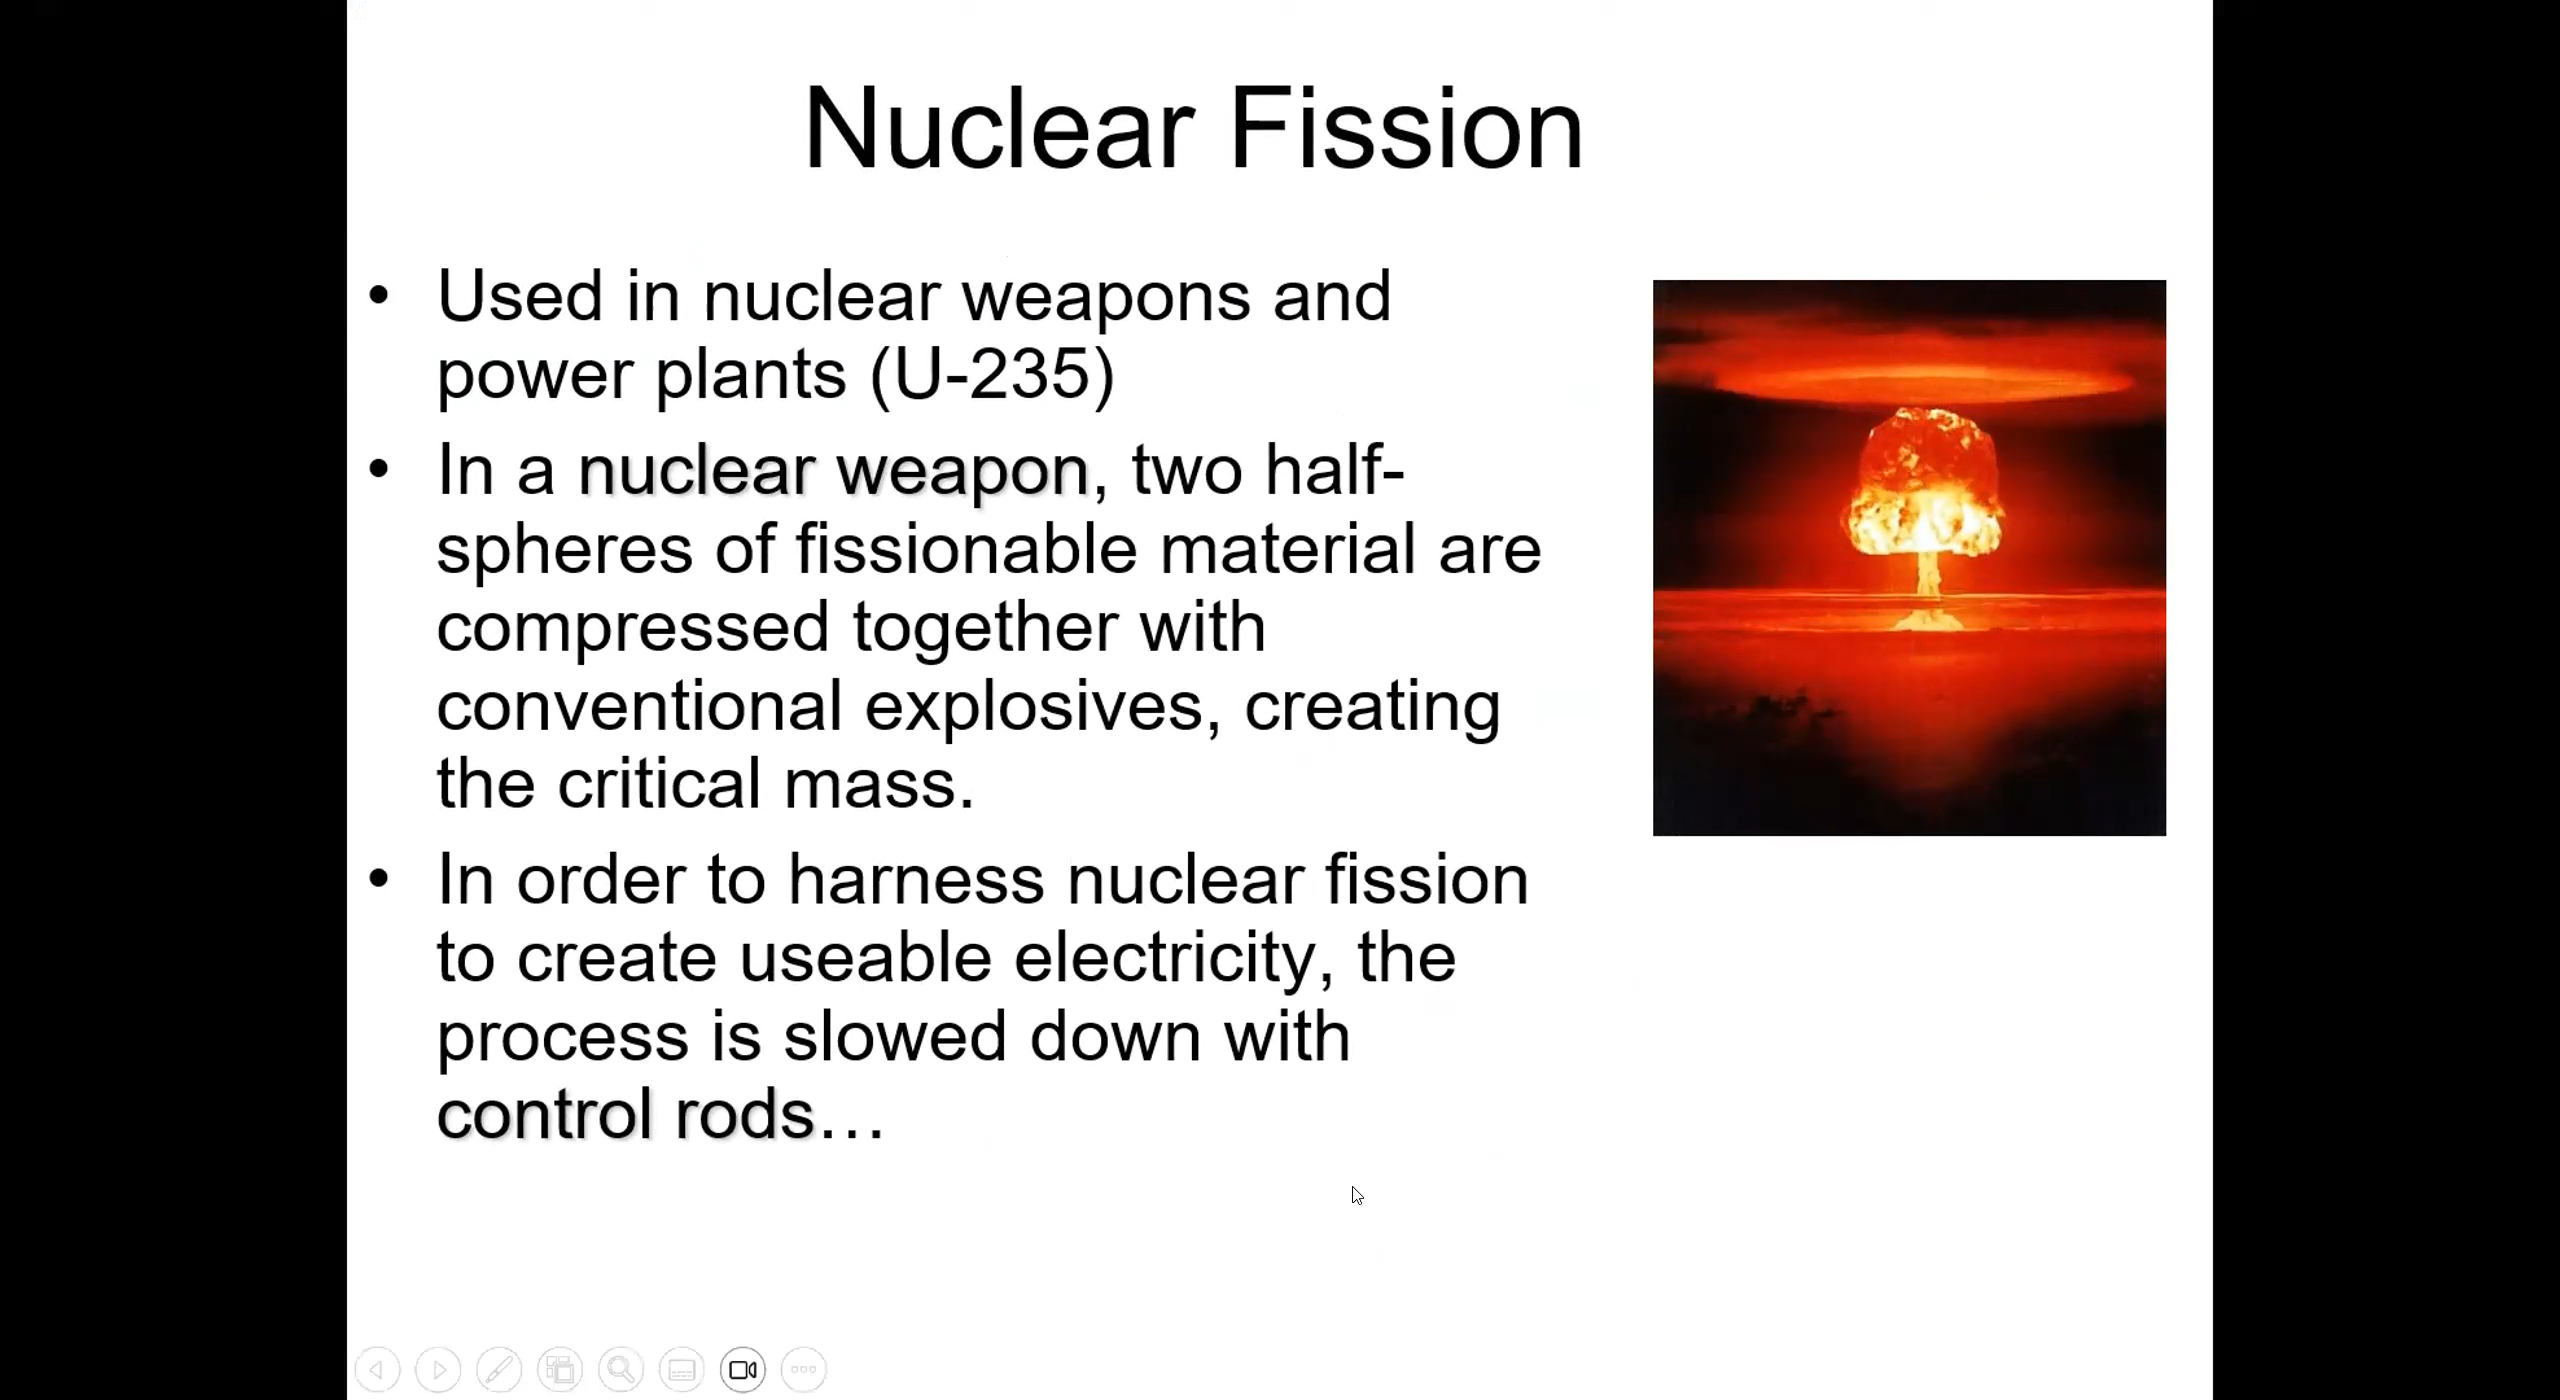 Nuclear Fission
• Used in nuclear weapons and
power plants (U-235)
• In a nuclear weapon, two half-
spheres of fissionable material are
compressed together with
conventional explosives, creating
the critical mass.
• In order to harness nuclear fission
to create useable electricity, the
process is slowed down with
control rods…